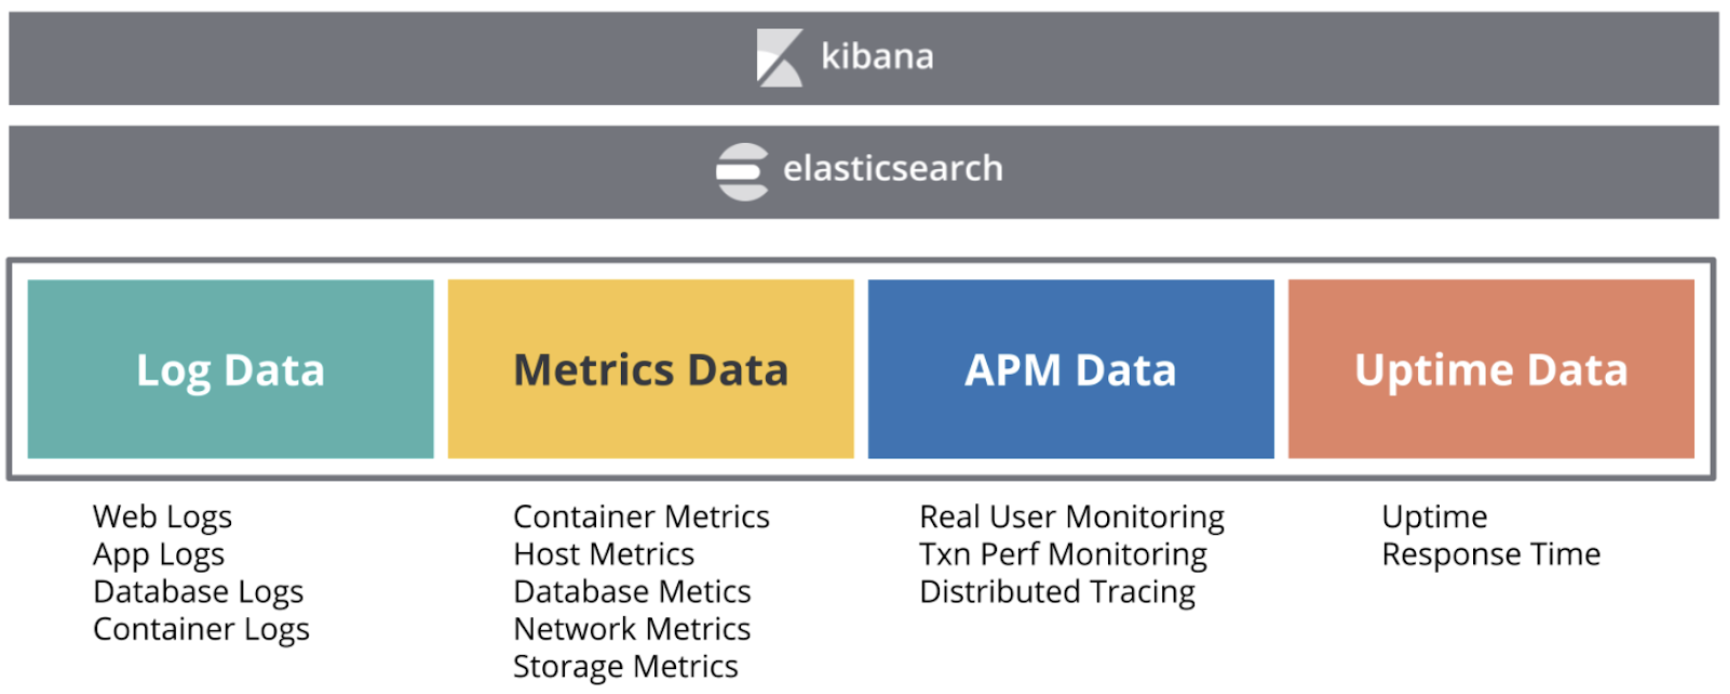 kibana
elasticsearch
Log Data
Metrics Data
APM Data
Uptime Data
Web Logs
App Logs
Database Logs
Container Logs
Container Metrics
Host Metrics
Database Metics
Network Metrics
Storage Metrics
Real User Monitoring
Txn Perf Monitoring
Distributed Tracing
Uptime
Response Time